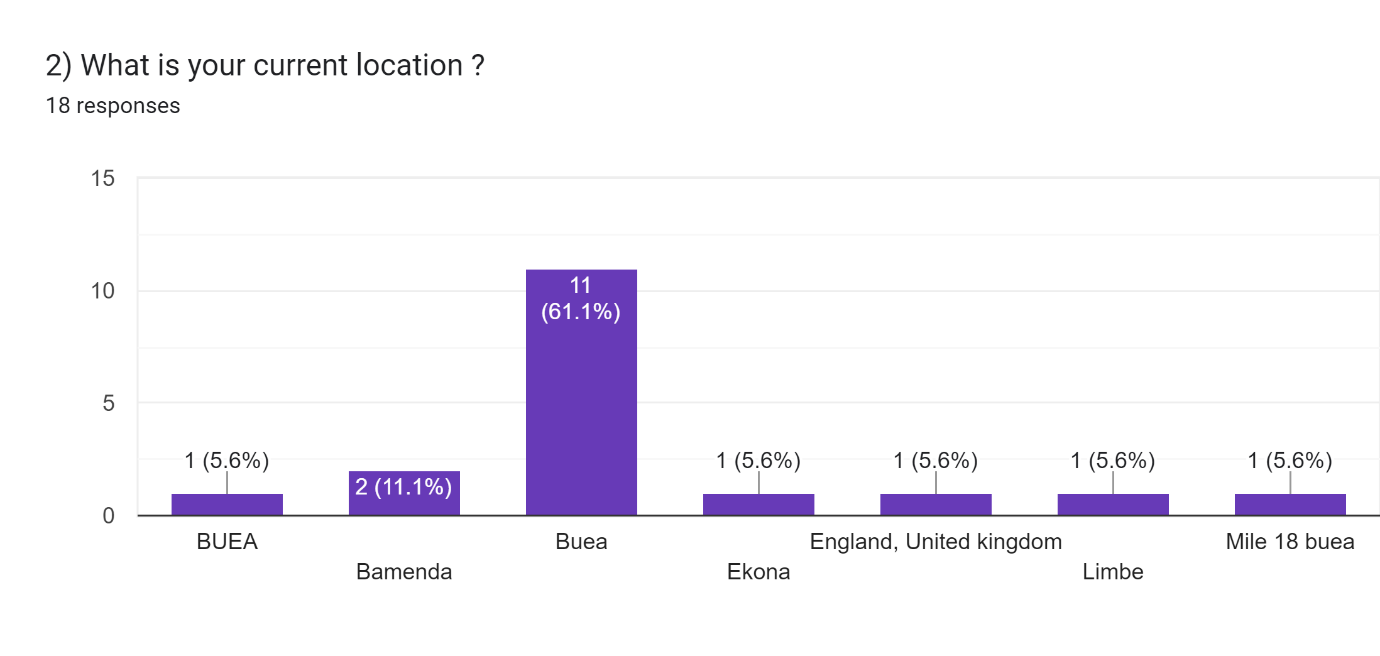 2) What is your current location ?
18 responses
15
10
5
0
1 (5.6%)
2 (11.1%)
11
(61.1%)
1 (5.6%)
1 (5.6%)
1 (5.6%)
1 (5.6%)
BUEA
Bamenda
Buea
Ekona
England, United kingdom
Limbe
Mile 18 buea